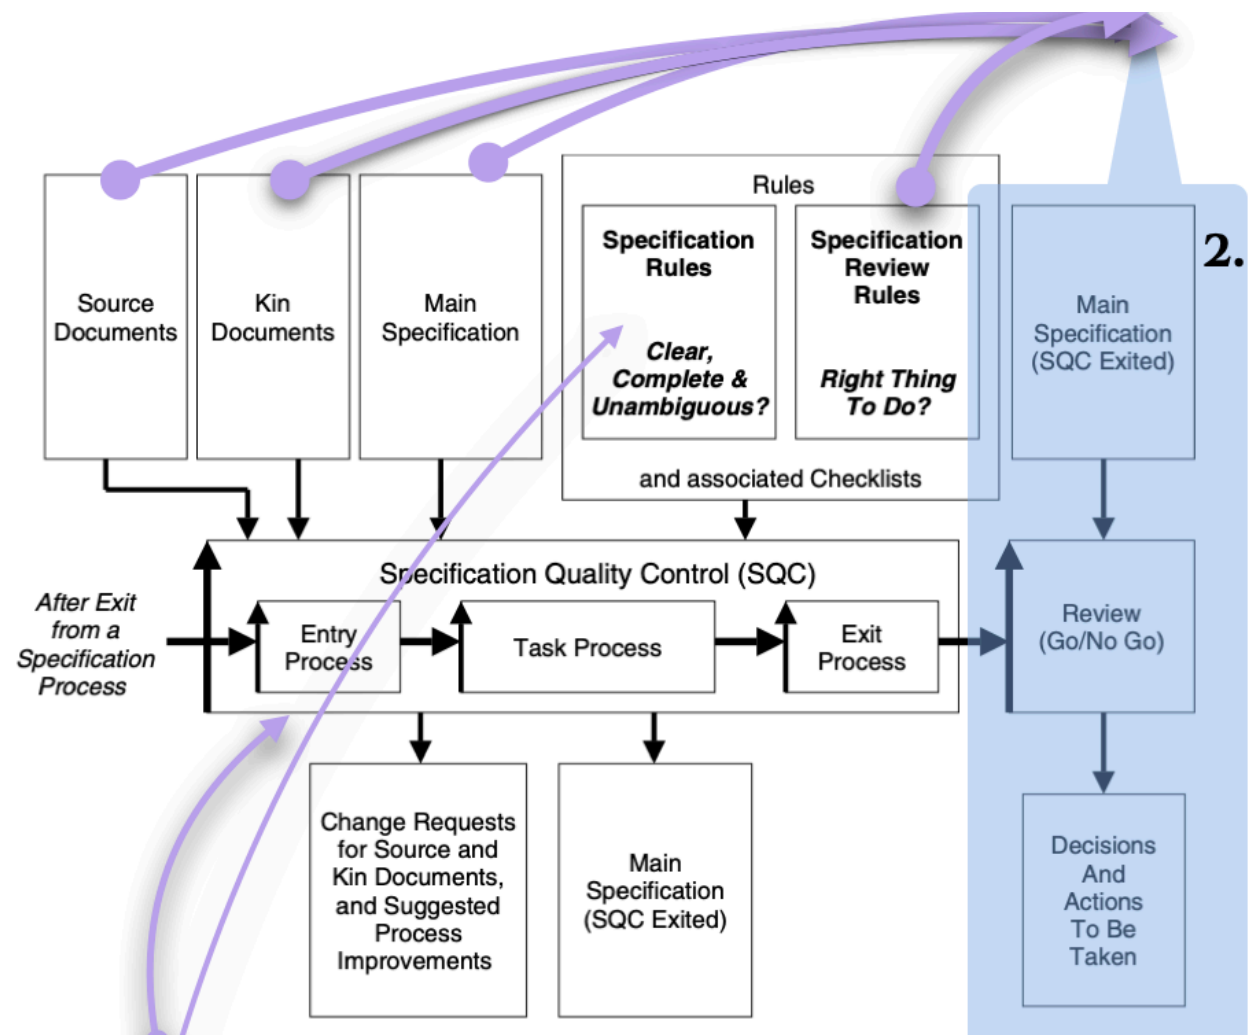 Source
Documents
Kin
Documents
Main
Specification
Rules
Specification
Rules
Clear,
Complete &
Unambiguous?
Specification
Review
Rules
Right Thing
To Do?
and associated Checklists
Main
Specification
(SQC Exited)
2.
After Exit
from a
Specification
Process
Specification Quality Control (SQC)
Entry
Process
Task Process
Exit
Process
Review
(Go/No Go)
Change Requests
for Source and
Kin Documents,
and Suggested
Process
Improvements
Main
Specification
(SQC Exited)
Decisions
And
Actions
To Be
Taken